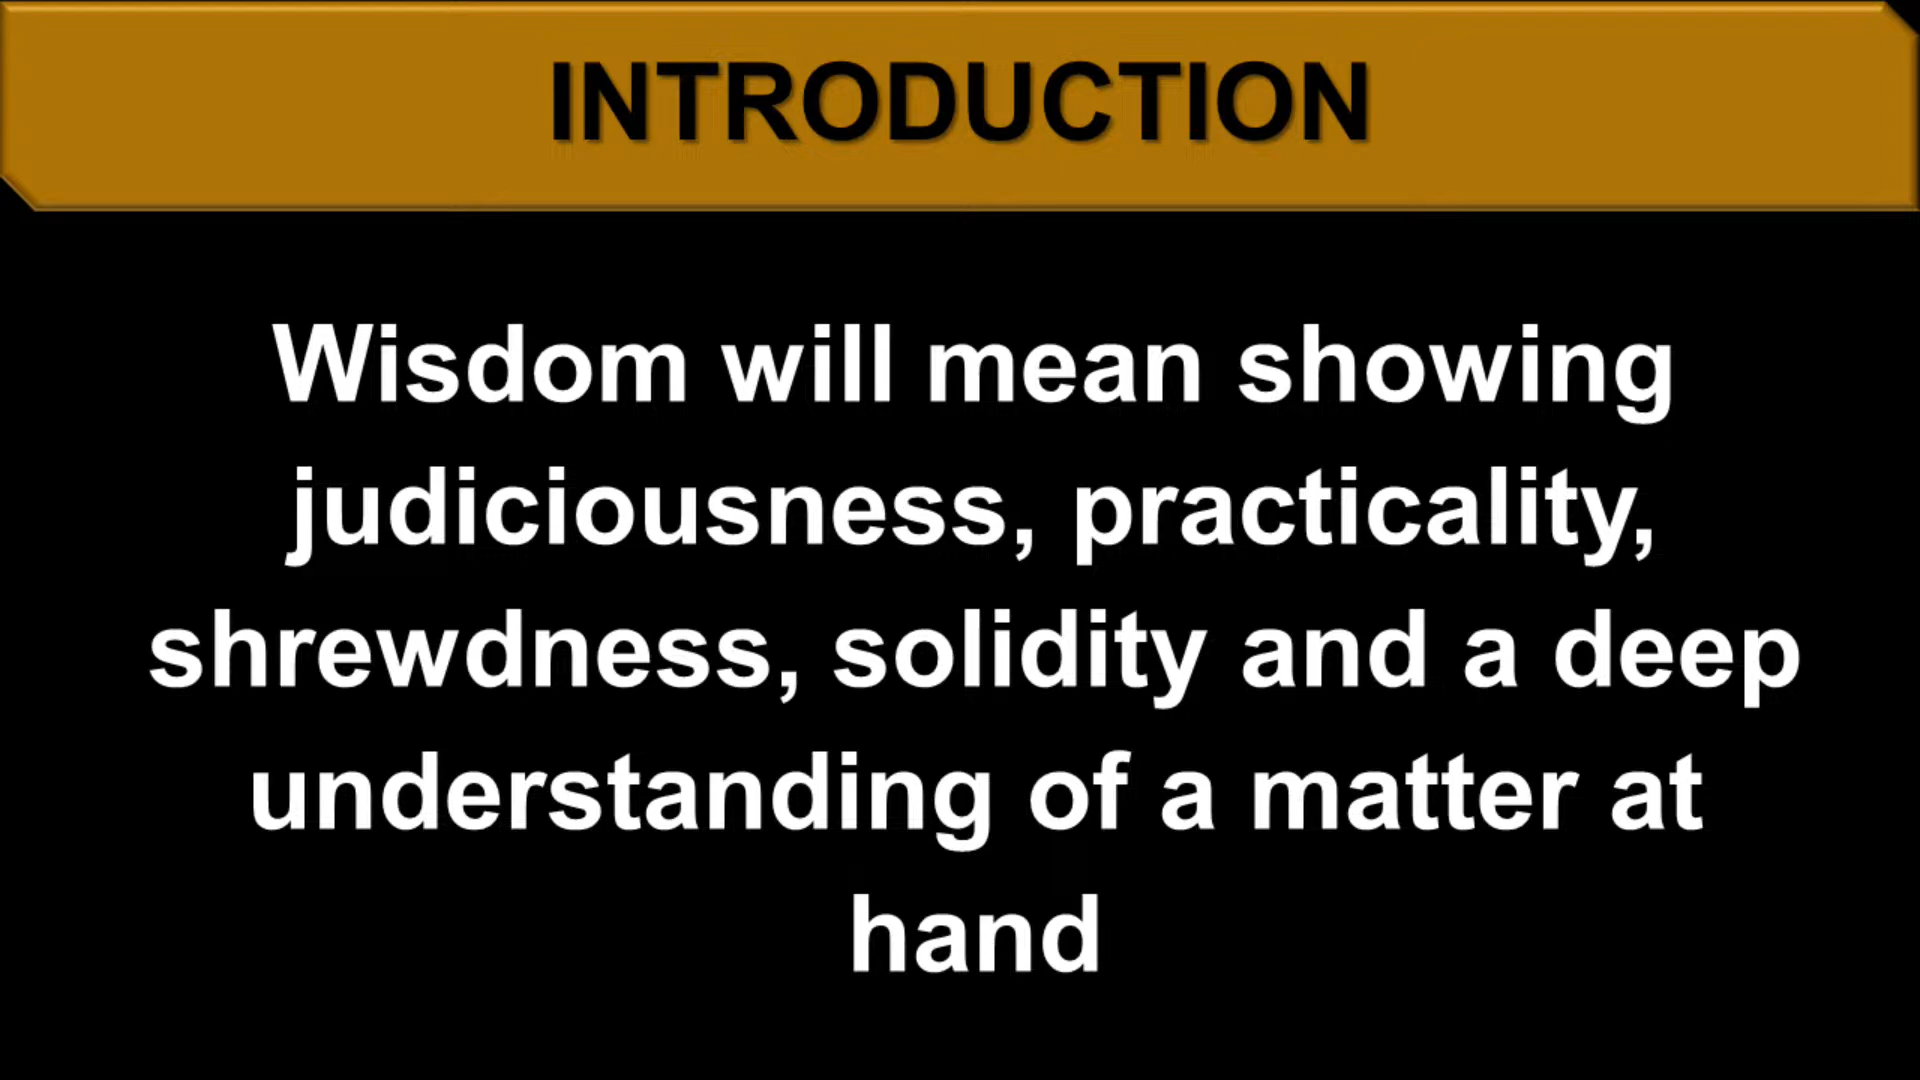 INTRODUCTION
Wisdom will mean showing
judiciousness, practicality,
shrewdness, solidity and a deep
understanding of a matter at
hand